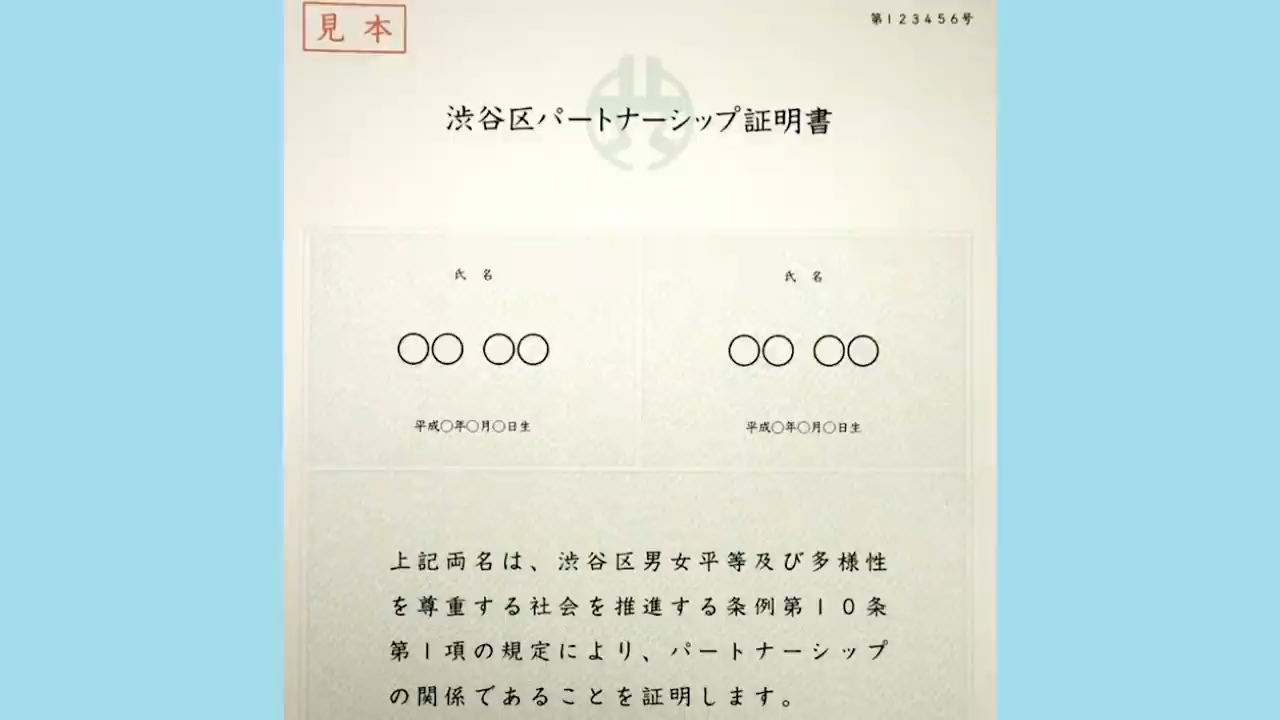 見本
第123456号
渋谷区パートナーシップ証明書
氏名 氏名
○○ ○○ ○○ ○○
平成○年○月○日生 平成○年○月○日生
上記両名は、渋谷区男女平等及び多様性
を尊重する社会を推進する条例第10条
第1項の規定により、パートナーシップ
の関係であることを証明します。